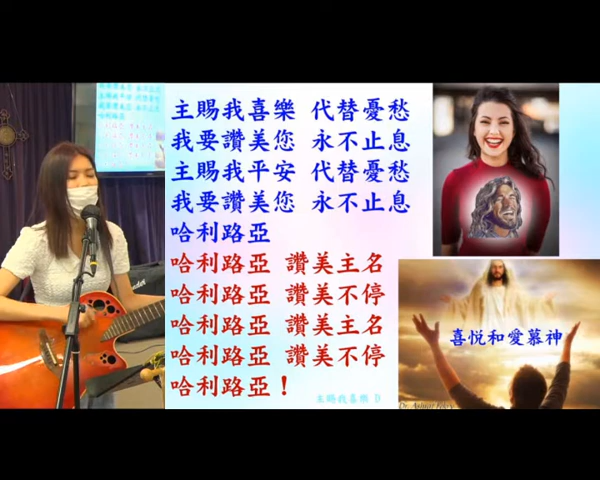 主賜我喜樂 代替憂愁
我要讚美您 永不止息
主賜我平安 代替憂愁
我要讚美您 永不止息
哈利路亞
哈利路亞 讚美主名
哈利路亞 讚美不停
哈利路亞 讚美主名
哈利路亞 讚美不停
哈利路亞！
主賜我喜樂 D
喜悅和愛慕神